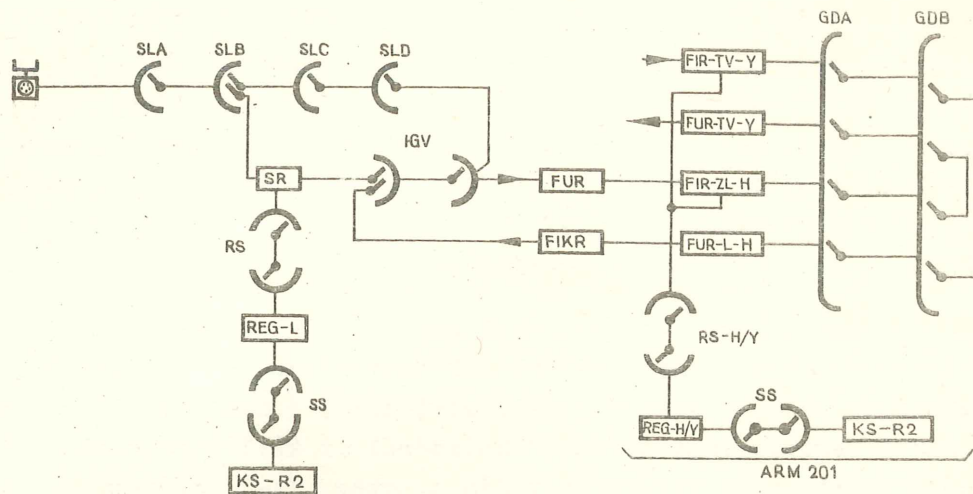 GDA
GDB
SLA
SLB
SLC
SLD
FIR-TV-Y
FUR-TV-Y
IGV
SR
FUR
FIR-ZL-H
RS
FIKR
FUR-L-H
REG-L
RS-H/Y
SS
SS
REG-H/Y
KS-R2
KS-R2
ARM 201